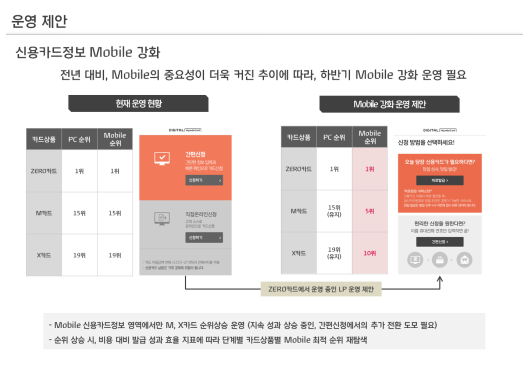 운영 제안
신용카드정보 Mobile 강화
전년 대비, Mobile의 중요성이 더욱 커진 추이에 따라, 하반기 Mobile 강화 운영 필요
현재 운영 현황
Mobile 강화 운영 제안
카드상품 PC 순위 Mobile 순위
ZERO카드 1위 1위
M카드 15위 15위
X카드 19위 19위
DIGITAL
간편신청
신청하기 >
직접온라인신청
신청하기 >
카드상품 PC 순위 Mobile 순위
ZERO카드 1위 1위
M카드 15위 (유지) 5위
X카드 19위 (유지) 10위
DIGITAL
신청 방법을 선택하세요!
오늘 당장 신용카드가 필요하다면?
바로발급 >
편리한 신청을 원한다면?
간편신청 >
ZERO카드에서 운영 중인 LP 운영 제안
- Mobile 신용카드정보 영역에서만 M, X카드 순위상승 운영 (지속 성과 상승 중인, 간편신청에서의 추가 전환 도모 필요)
- 순위 상승 시, 비용 대비 발급 성과 효율 지표에 따라 단계별 카드상품별 Mobile 최적 순위 재탐색